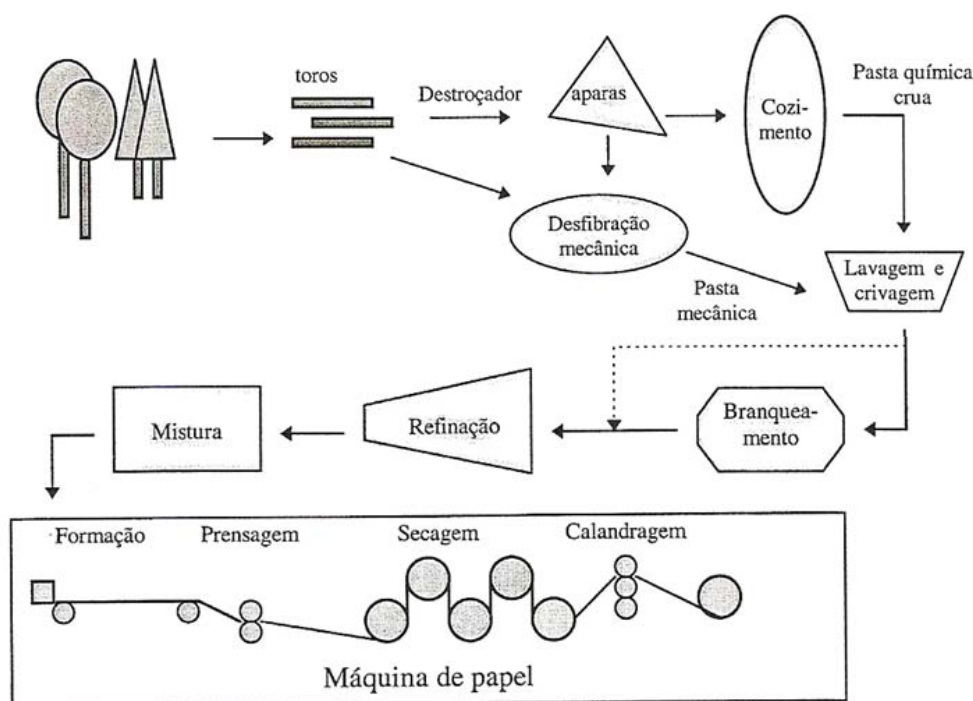 toros
Destroçador
aparas
Cozi-
mento
Pasta química
crua
Desfibração
mecânica
Lavagem e
crivagem
Pasta
mecânica
Branquea-
mento
Refinação
Mistura
Formação
Prensagem
Secagem
Calandragem
Máquina de papel